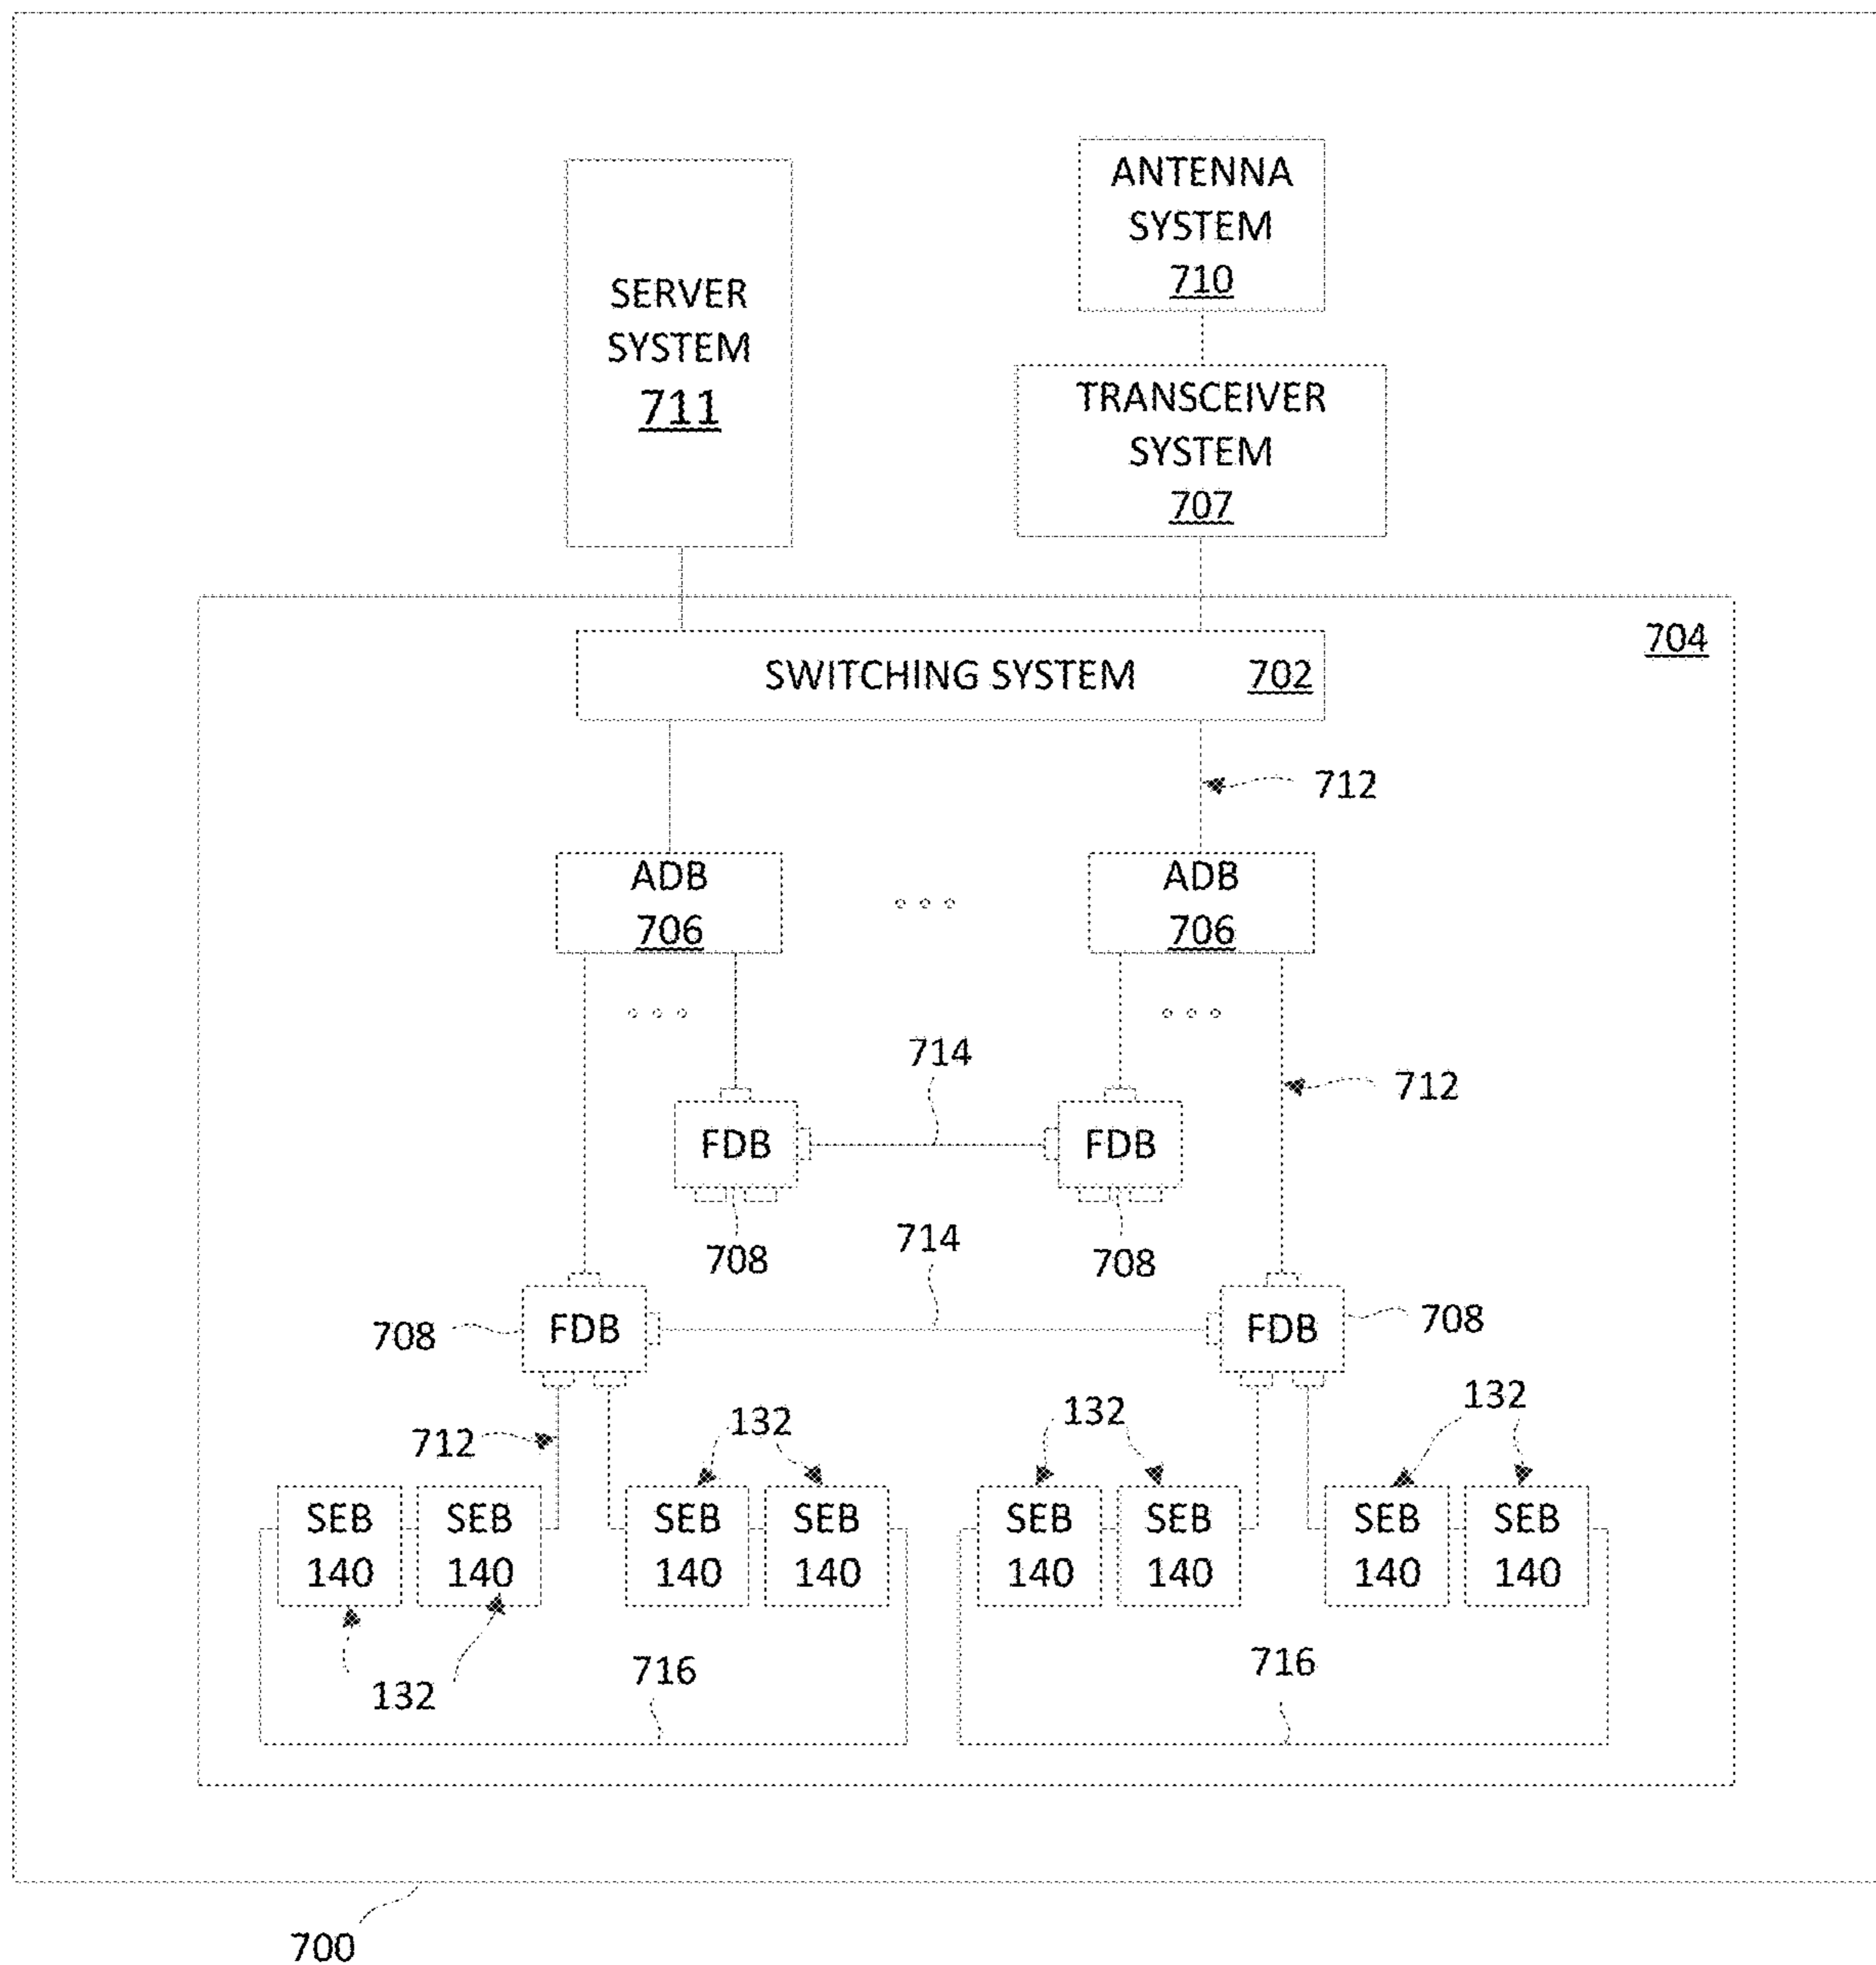 ANTENNA
SYSTEM
710
SERVER
SYSTEM
711
TRANSCEIVER
SYSTEM
707
704
SWITCHING SYSTEM 702
712
ADB
706
ADB
706
714
712
FDB
FDB
708
714
708
708
FDB
FDB
708
712
132
132
132
SEB
140
SEB
140
SEB
140
SEB
140
SEB
140
SEB
140
SEB
140
SEB
140
132
716
716
700